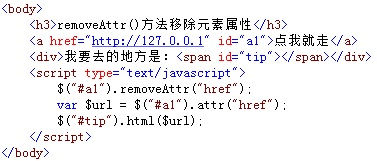 <body>
<h3>removeAttr()方法移除元素属性</h3>
<a href="http://127.0.0.1" id="a1">点我就走</a>
<div>我要去的地方是：<span id="tip"></span></div>
<script type="text/javascript">
$("#a1").removeAttr("href");
var $url = $("#a1").attr("href");
$("#tip").html($url);
</script>
</body>